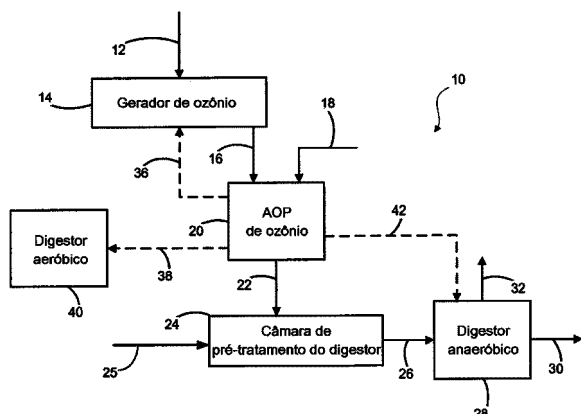 12
14
Gerador de ozônio
10
18
36
16
20
AOP
de ozônio
42
Digestor
aeróbico
38
40
22
32
24
Câmara de
pré-tratamento do digestor
Digestor
anaeróbico
25
26
30
28